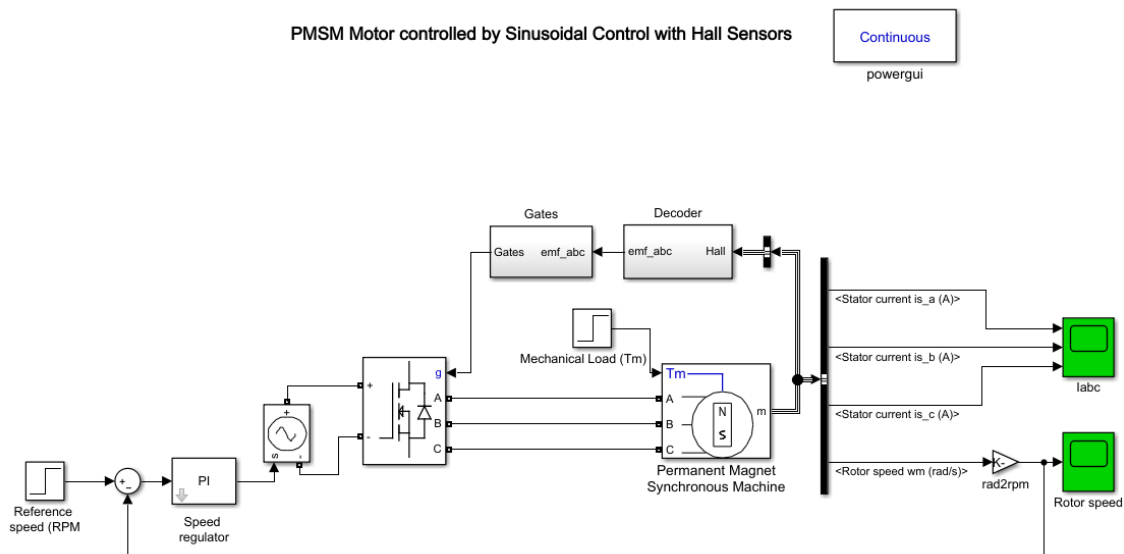 PMSM Motor controlled by Sinusoidal Control with Hall Sensors
Continuous
powergui
Gates
Decoder
Gates
emf_abc
emf_abc
Hall
<Stator current is_a (A)>
Mechanical Load (Tm)
<Stator current is_b (A)>
Iabc
g
Tm
+
A
A
N
m
<Stator current is_c (A)>
+
B
B
S
-
C
C
s
-
<Rotor speed wm (rad/s)>
K-
Permanent Magnet
Synchronous Machine
rad2rpm
Rotor speed
+
-
PI
Reference
speed (RPM
Speed
regulator